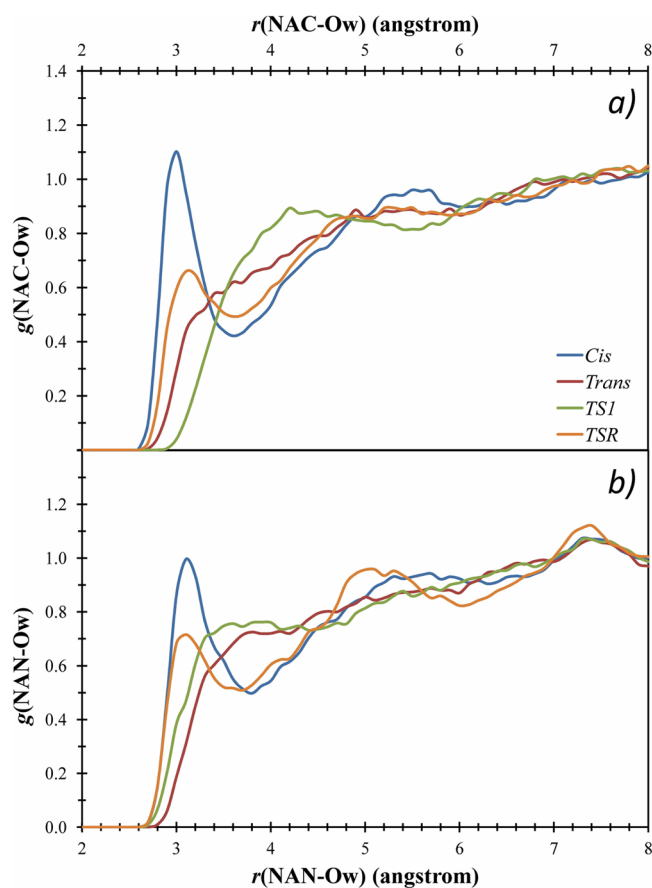 r(NAC-Ow) (angstrom)
2 3 4 5 6 7 8
a)
1.4
1.2
1.0
0.8
0.6
0.4
0.2
g(NAC-Ow)
Cis
Trans
TS1
TSR
b)
1.2
1.0
0.8
0.6
0.4
0.2
0.0
g(NAN-Ow)
2 3 4 5 6 7 8
r(NAN-Ow) (angstrom)